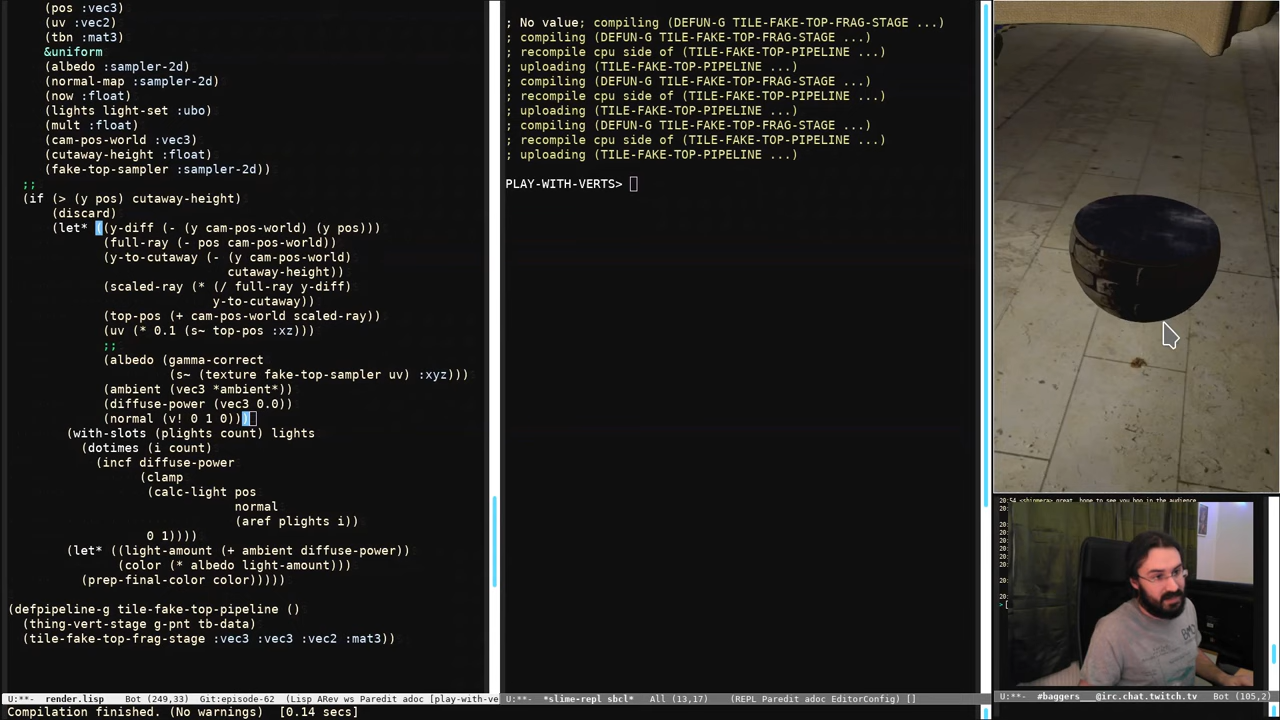 (pos :vec3)
(uv :vec2)
(tbn :mat3)
&uniform
(albedo :sampler-2d)
(normal-map :sampler-2d)
(now :float)
(lights light-set :ubo)
(mult :float)
(cam-pos-world :vec3)
(cutaway-height :float)
(fake-top-sampler :sampler-2d))
;;
(if (> (y pos) cutaway-height)
(discard)
(let* ((y-diff (- (y cam-pos-world) (y pos)))
(full-ray (- pos cam-pos-world))
(y-to-cutaway (- (y cam-pos-world)
cutaway-height))
(scaled-ray (* (/ full-ray y-diff)
y-to-cutaway))
(top-pos (+ cam-pos-world scaled-ray))
(uv (* 0.1 (s~ top-pos :xz)))
;;
(albedo (gamma-correct
(s~ (texture fake-top-sampler uv) :xyz)))
(ambient (vec3 *ambient*))
(diffuse-power (vec3 0.0))
(normal (v! 0 1 0)))
(with-slots (plights count) lights
(dotimes (i count)
(incf diffuse-power
(clamp
(calc-light pos
normal
(aref plights i))
0 1))))
(let* ((light-amount (+ ambient diffuse-power))
(color (* albedo light-amount)))
(prep-final-color color)))))
(defpipeline-g tile-fake-top-pipeline ()
(thing-vert-stage g-pnt tb-data)
(tile-fake-top-frag-stage :vec3 :vec3 :vec2 :mat3))
U:**- render.lisp Bot (249,33) Git:episode-62 (Lisp ARev ws Paredit adoc [play-with-ve
Compilation finished. (No warnings) [0.14 secs]
; No value; compiling (DEFUN-G TILE-FAKE-TOP-FRAG-STAGE ...)
; compiling (DEFUN-G TILE-FAKE-TOP-FRAG-STAGE ...)
; recompile cpu side of (TILE-FAKE-TOP-PIPELINE ...)
; uploading (TILE-FAKE-TOP-PIPELINE ...)
; compiling (DEFUN-G TILE-FAKE-TOP-FRAG-STAGE ...)
; recompile cpu side of (TILE-FAKE-TOP-PIPELINE ...)
; uploading (TILE-FAKE-TOP-PIPELINE ...)
; compiling (DEFUN-G TILE-FAKE-TOP-FRAG-STAGE ...)
; recompile cpu side of (TILE-FAKE-TOP-PIPELINE ...)
; uploading (TILE-FAKE-TOP-PIPELINE ...)
PLAY-WITH-VERTS>
U:**- *slime-repl sbcl* All (13,17) (REPL Paredit adoc EditorConfig) []
20:54 <shinmera> great, hope to see you hop in the audience
U:**- #baggers @irc.chat.twitch.tv Bot (105,2)